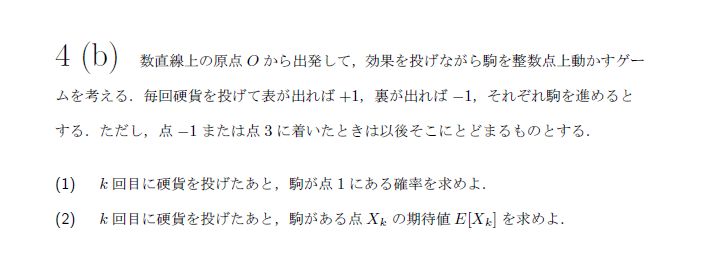 4 (b) 数直線上の原点 O から出発して，効果を投げながら駒を整数点上動かすゲー
ムを考える．毎回硬貨を投げて表が出れば +1，裏が出れば −1，それぞれ駒を進めると
する．ただし，点 −1 または点 3 に着いたときは以後そこにとどまるものとする．
(1) k 回目に硬貨を投げたあと，駒が点 1 にある確率を求めよ．
(2) k 回目に硬貨を投げたあと，駒がある点 X_k の期待値 E[X_k] を求めよ．